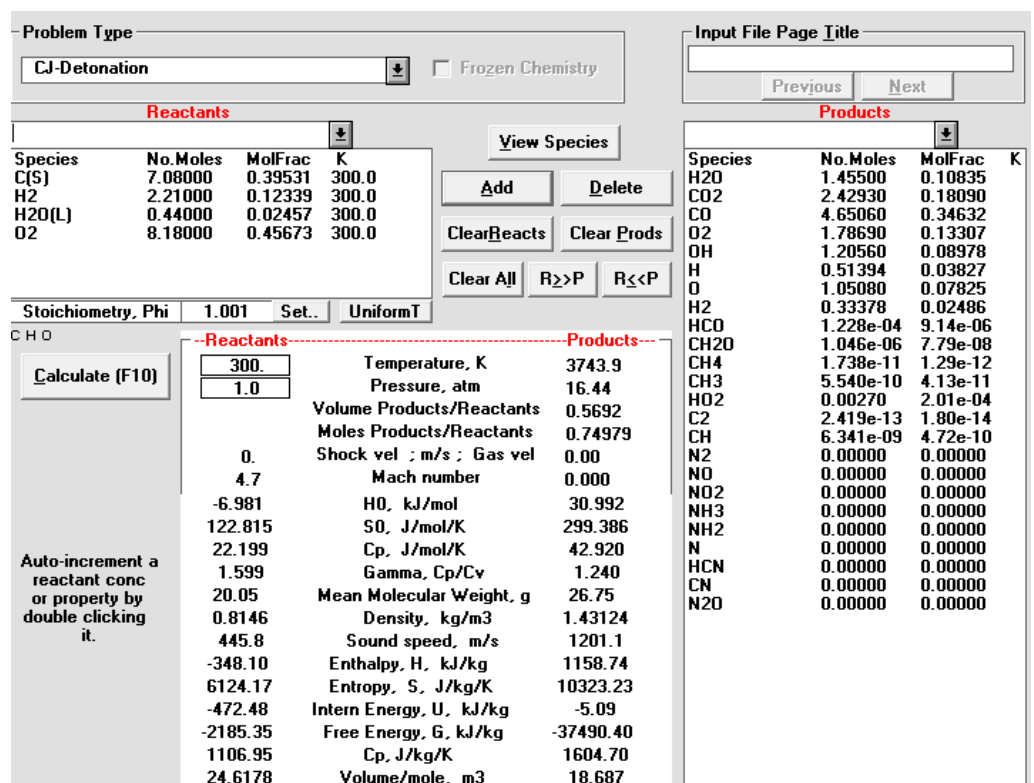 Problem Type
CJ-Detonation
Frozen Chemistry
Input File Page Title
Previous Next
Reactants
View Species
Species No.Moles MolFrac K
C(S) 7.08000 0.39531 300.0
H2 2.21000 0.12339 300.0
H2O(L) 0.44000 0.02457 300.0
O2 8.18000 0.45673 300.0
Add Delete
ClearReacts Clear Prods
Clear All R>>P R<<P
Stoichiometry, Phi 1.001 Set.. UniformT
C H O
Calculate (F10)
--Reactants- -Products---
300. Temperature, K 3743.9
1.0 Pressure, atm 16.44
Volume Products/Reactants 0.5692
Moles Products/Reactants 0.74979
0. Shock vel ; m/s ; Gas vel 0.00
4.7 Mach number 0.000
-6.981 H0, kJ/mol 30.992
122.815 S0, J/mol/K 299.386
22.199 Cp, J/mol/K 42.920
1.599 Gamma, Cp/Cv 1.240
20.05 Mean Molecular Weight, g 26.75
0.8146 Density, kg/m3 1.43124
445.8 Sound speed, m/s 1201.1
-348.10 Enthalpy, H, kJ/kg 1158.74
6124.17 Entropy, S, J/kg/K 10323.23
-472.48 Intern Energy, U, kJ/kg -5.09
-2185.35 Free Energy, G, kJ/kg -37490.40
1106.95 Cp, J/kg/K 1604.70
24.6178 Volume/mole, m3 18.687
Auto-increment a
reactant conc
or property by
double clicking
it.
Products
Species No.Moles MolFrac K
H2O 1.45500 0.10835
CO2 2.42930 0.18090
CO 4.65060 0.34632
O2 1.78690 0.13307
OH 1.20560 0.08978
H 0.51394 0.03827
O 1.05080 0.07825
H2 0.33378 0.02486
HCO 1.228e-04 9.14e-06
CH2O 1.046e-06 7.79e-08
CH4 1.738e-11 1.29e-12
CH3 5.540e-10 4.13e-11
HO2 0.00270 2.01e-04
C2 2.419e-13 1.80e-14
CH 6.341e-09 4.72e-10
N2 0.00000 0.00000
NO 0.00000 0.00000
NO2 0.00000 0.00000
NH3 0.00000 0.00000
NH2 0.00000 0.00000
N 0.00000 0.00000
HCN 0.00000 0.00000
CN 0.00000 0.00000
N2O 0.00000 0.00000